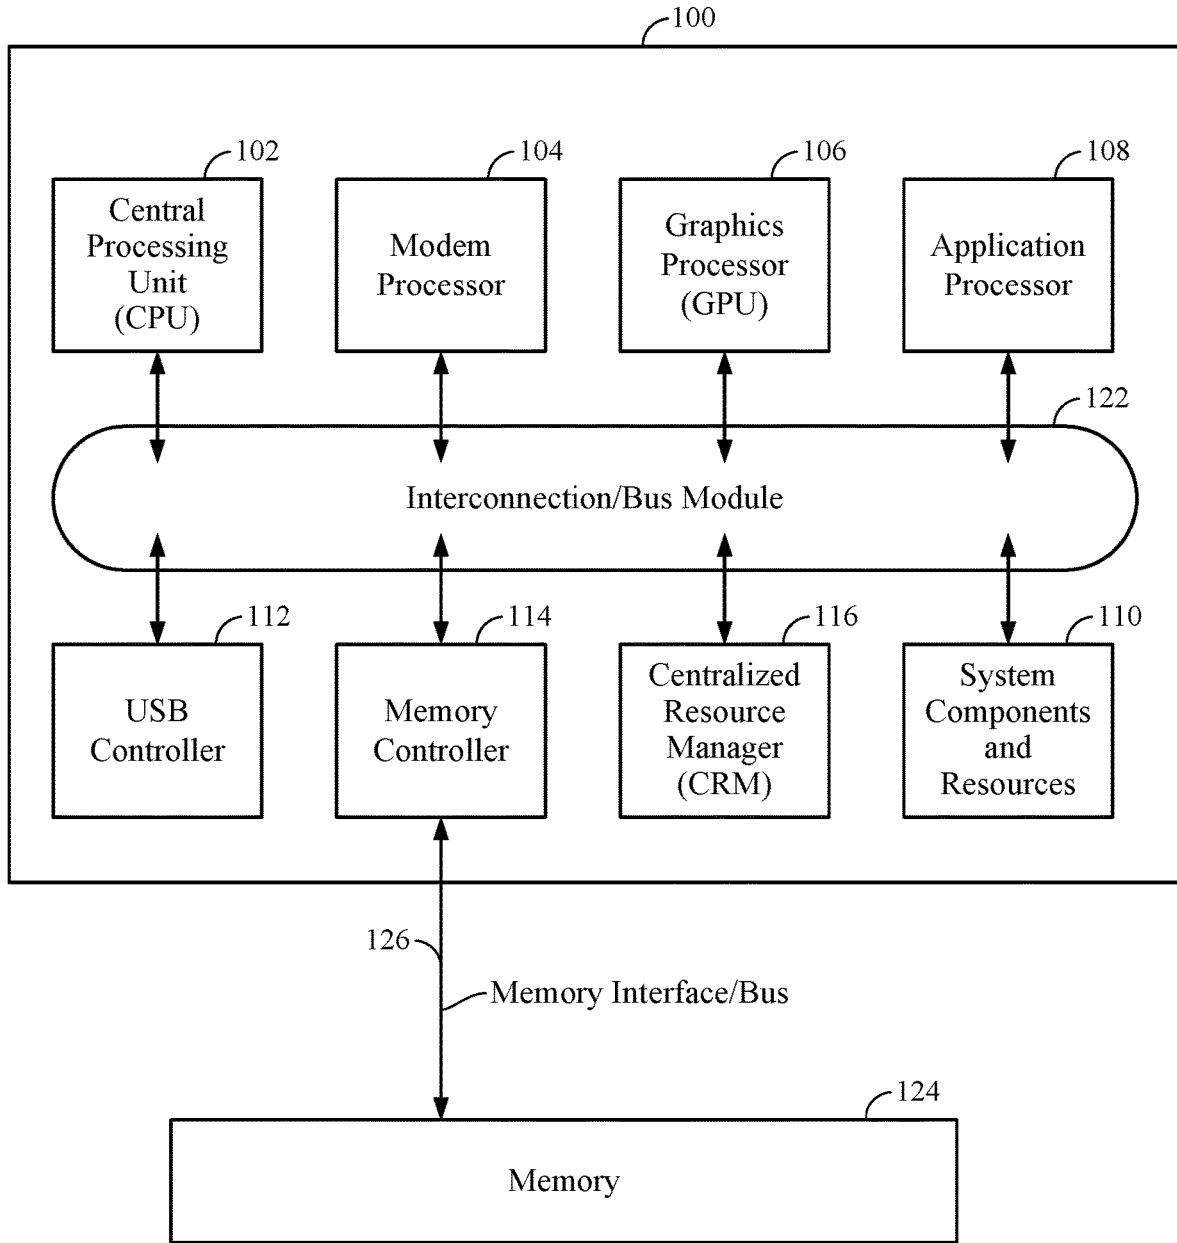 100
102
104
106
108
Central
Processing
Unit
(CPU)
Modem
Processor
Graphics
Processor
(GPU)
Application
Processor
122
Interconnection/Bus Module
112
114
116
110
USB
Controller
Memory
Controller
Centralized
Resource
Manager
(CRM)
System
Components
and
Resources
126
Memory Interface/Bus
124
Memory